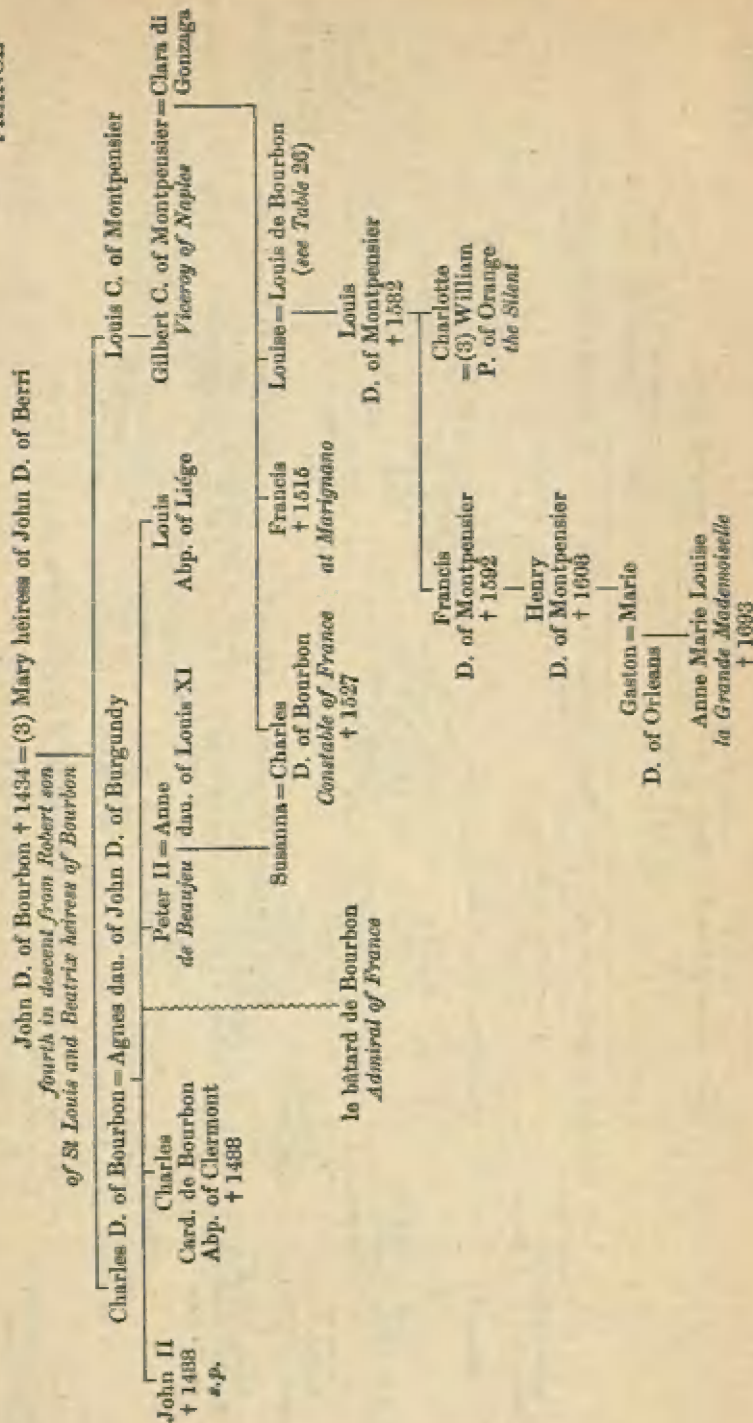 John D. of Bourbon † 1434=(3) Mary heiress of John D. of Berri
fourth in descent from Robert son
of St Louis and Beatrix heiress of Bourbon
Charles D. of Bourbon=Agnes dau. of John D. of Burgundy
Louis C. of Montpensier
John II
† 1488
s.p.
Charles
Card. de Bourbon
Abp. of Clermont
† 1488
Peter II=Anne
de Beaujeu
dau. of Louis XI
Louis
Abp. of Liége
Gilbert C. of Montpensier=Clara di
Viceroy of Naples
Gonzaga
le bâtard de Bourbon
Admiral of France
Susanna=Charles
D. of Bourbon
Constable of France
† 1527
Francis
† 1515
at Marignano
Louise=Louis de Bourbon
(see Table 26)
Louis
D. of Montpensier
† 1582
Francis
D. of Montpensier
† 1592
Charlotte
=(3) William
P. of Orange
the Silent
Henry
D. of Montpensier
† 1608
Gaston=Marie
D. of Orleans
Anne Marie Louise
la Grande Mademoiselle
† 1693